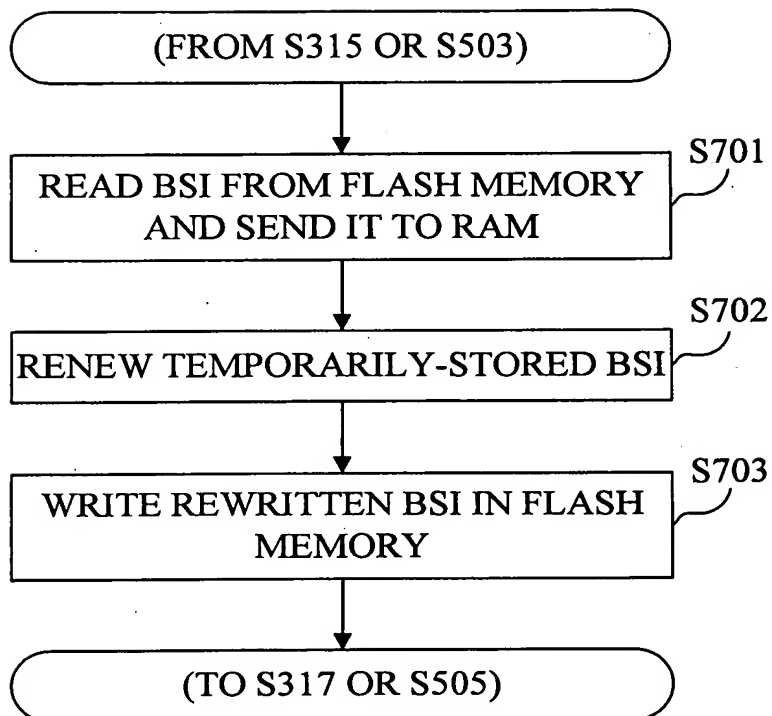 (FROM S315 OR S503)
S701
READ BSI FROM FLASH MEMORY
AND SEND IT TO RAM
S702
RENEW TEMPORARILY-STORED BSI
S703
WRITE REWRITTEN BSI IN FLASH
MEMORY
(TO S317 OR S505)